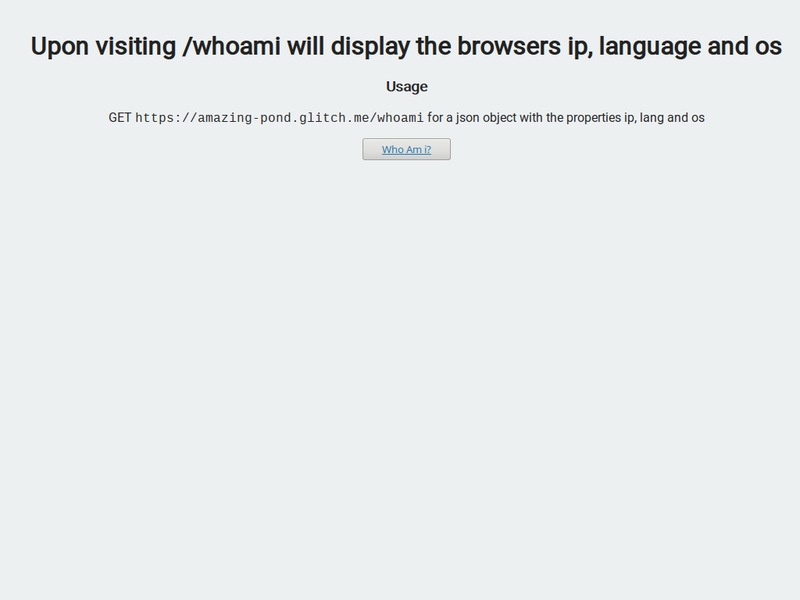 Upon visiting /whoami will display the browsers ip, language and os
Usage
GET https://amazing-pond.glitch.me/whoami for a json object with the properties ip, lang and os
Who Am i?